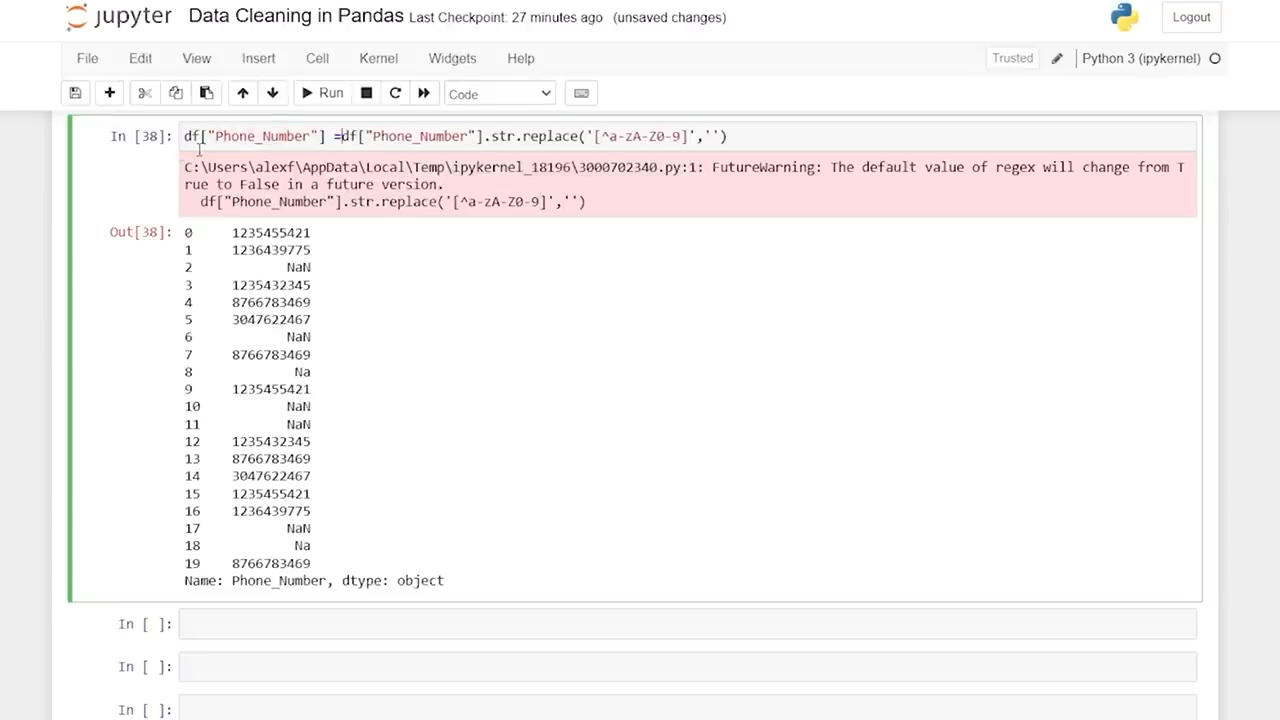 jupyter Data Cleaning in Pandas Last Checkpoint: 27 minutes ago (unsaved changes) Logout
File Edit View Insert Cell Kernel Widgets Help Trusted Python 3 (ipykernel)
Run Code
In [38]: df["Phone_Number"] =df["Phone_Number"].str.replace('[^a-zA-Z0-9]','')
C:\Users\alexf\AppData\Local\Temp\ipykernel_18196\3000702340.py:1: FutureWarning: The default value of regex will change from T
rue to False in a future version.
df["Phone_Number"].str.replace('[^a-zA-Z0-9]','')
Out[38]: 0 1235455421
1 1236439775
2 NaN
3 1235432345
4 8766783469
5 3047622467
6 NaN
7 8766783469
8 Na
9 1235455421
10 NaN
11 NaN
12 1235432345
13 8766783469
14 3047622467
15 1235455421
16 1236439775
17 NaN
18 Na
19 8766783469
Name: Phone_Number, dtype: object
In [ ]:
In [ ]:
In [ ]: